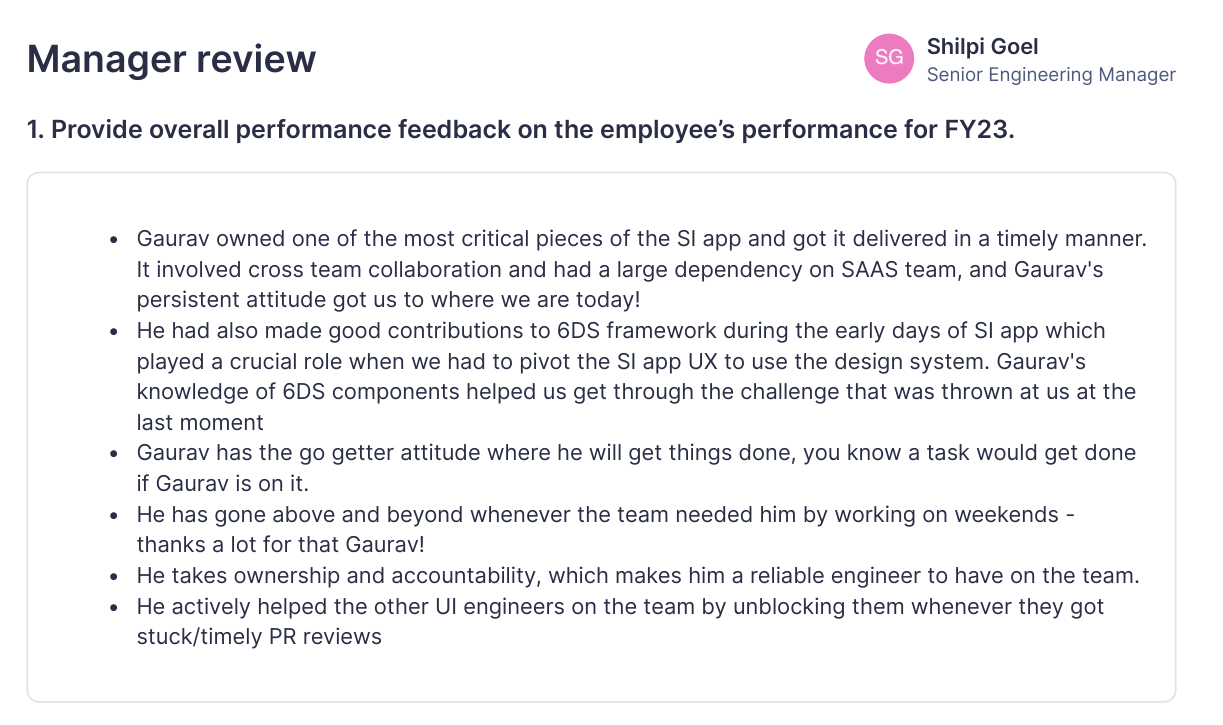 Manager review
SG
Shilpi Goel
Senior Engineering Manager
1. Provide overall performance feedback on the employee’s performance for FY23.
• Gaurav owned one of the most critical pieces of the SI app and got it delivered in a timely manner.
It involved cross team collaboration and had a large dependency on SAAS team, and Gaurav's
persistent attitude got us to where we are today!
• He had also made good contributions to 6DS framework during the early days of SI app which
played a crucial role when we had to pivot the SI app UX to use the design system. Gaurav's
knowledge of 6DS components helped us get through the challenge that was thrown at us at the
last moment
• Gaurav has the go getter attitude where he will get things done, you know a task would get done
if Gaurav is on it.
• He has gone above and beyond whenever the team needed him by working on weekends -
thanks a lot for that Gaurav!
• He takes ownership and accountability, which makes him a reliable engineer to have on the team.
• He actively helped the other UI engineers on the team by unblocking them whenever they got
stuck/timely PR reviews